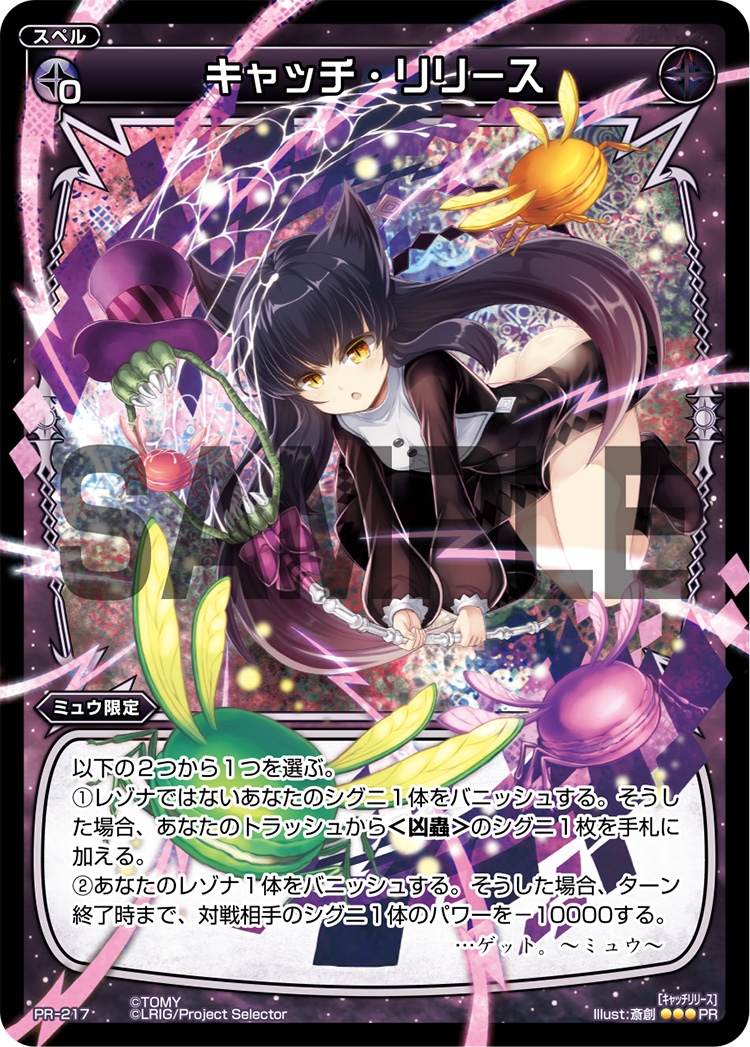 スペル
0
キャッチ・リリース
SAMPLE
ミュウ限定
以下の2つから1つを選ぶ。
①レゾナではないあなたのシグニ1体をバニッシュする。そうし
た場合、あなたのトラッシュから<凶蟲>のシグニ1枚を手札に
加える。
②あなたのレゾナ1体をバニッシュする。そうした場合、ターン
終了時まで、対戦相手のシグニ1体のパワーを－10000する。
…ゲット。～ミュウ～
[キャッチリリース]
©TOMY
PR-217 ©LRIG/Project Selector Illust:斎創 PR